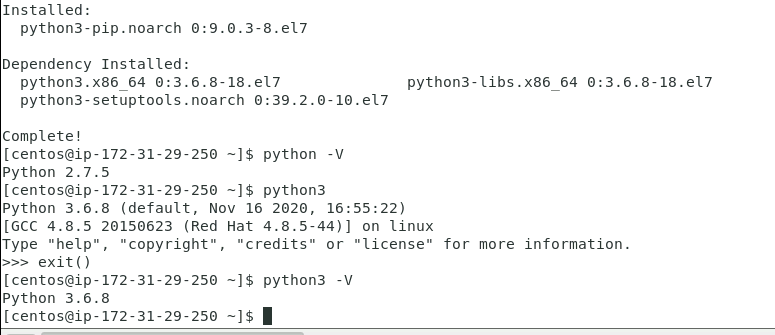 Installed:
  python3-pip.noarch 0:9.0.3-8.el7

Dependency Installed:
  python3.x86_64 0:3.6.8-18.el7              python3-libs.x86_64 0:3.6.8-18.el7
  python3-setuptools.noarch 0:39.2.0-10.el7

Complete!
[centos@ip-172-31-29-250 ~]$ python -V
Python 2.7.5
[centos@ip-172-31-29-250 ~]$ python3
Python 3.6.8 (default, Nov 16 2020, 16:55:22)
[GCC 4.8.5 20150623 (Red Hat 4.8.5-44)] on linux
Type "help", "copyright", "credits" or "license" for more information.
>>> exit()
[centos@ip-172-31-29-250 ~]$ python3 -V
Python 3.6.8
[centos@ip-172-31-29-250 ~]$